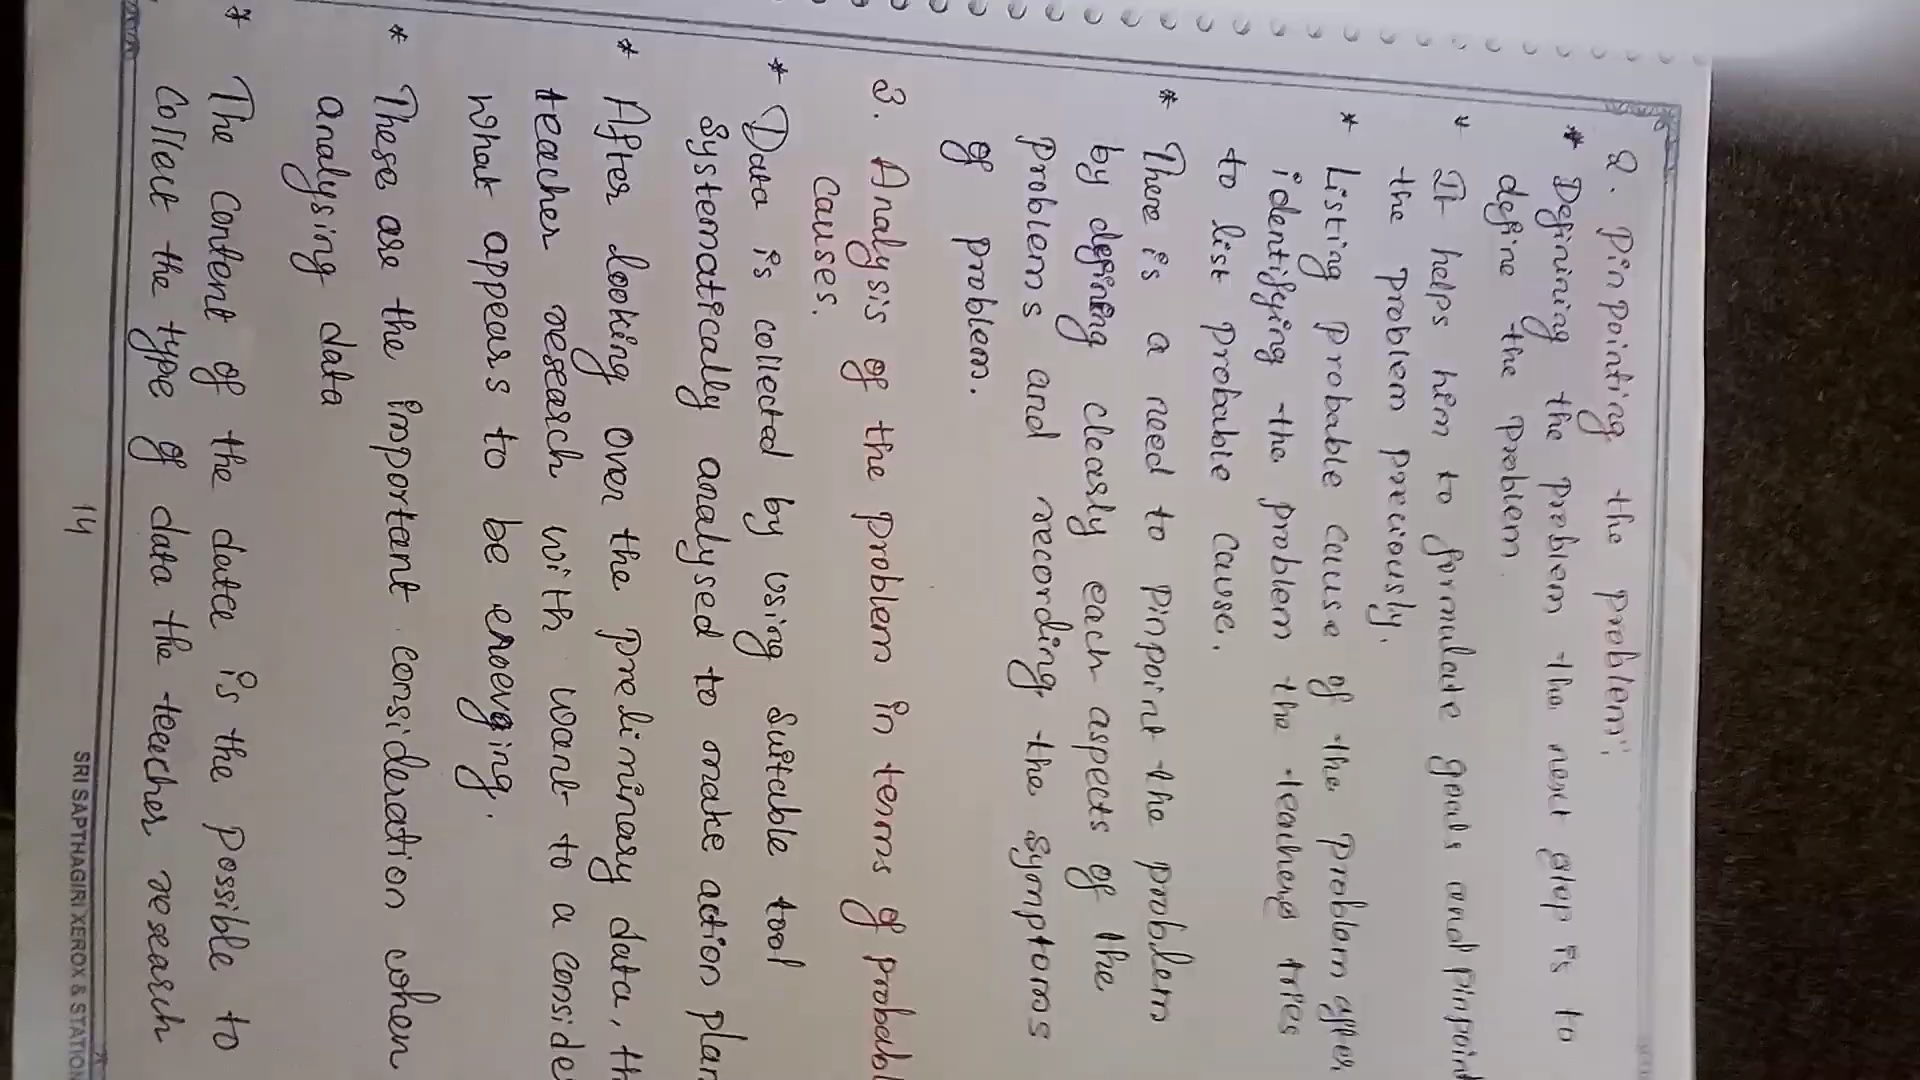 2. Pinpointing the problem:
* Defining the problem the next step is to
define the problem
* It helps him to formulate goals and pinpoint
the problem preciously.
* Listing probable cause of the problem after
identifying the problem the teachers tries
to list probable cause.
* There is a need to pinpoint the problem
by defining clearly each aspects of the
problems and recording the symptoms
of problem.
3. Analysis of the problem in terms of probabl
causes.
* Data is collected by using suitable tool
Systematically analysed to make action plan
* After looking over the preliminary data, th
teacher research with want to a conside
what appears to be emerging.
* These are the important consideration when
analysing data
* The content of the data is the possible to
collect the type of data the teacher research
14
SRI SAPTHAGIRI XEROX & STATION